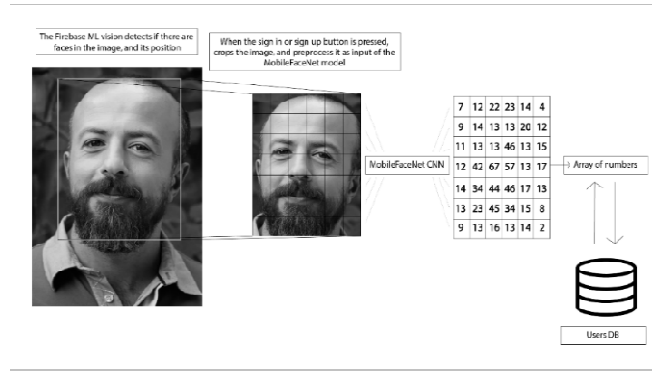 The Firebase ML vision detects if there are
faces in the image, and its position
When the sign in or sign up button is pressed,
crops the image, and preprocess it as input of the
MobileFaceNet model
MobileFaceNet CNN
7 12 22 23 14 4
9 14 13 13 20 12
11 13 13 46 13 15
12 42 67 57 13 17
14 34 44 46 17 13
13 23 45 34 15 8
9 13 16 13 14 2
Array of numbers
Users DB